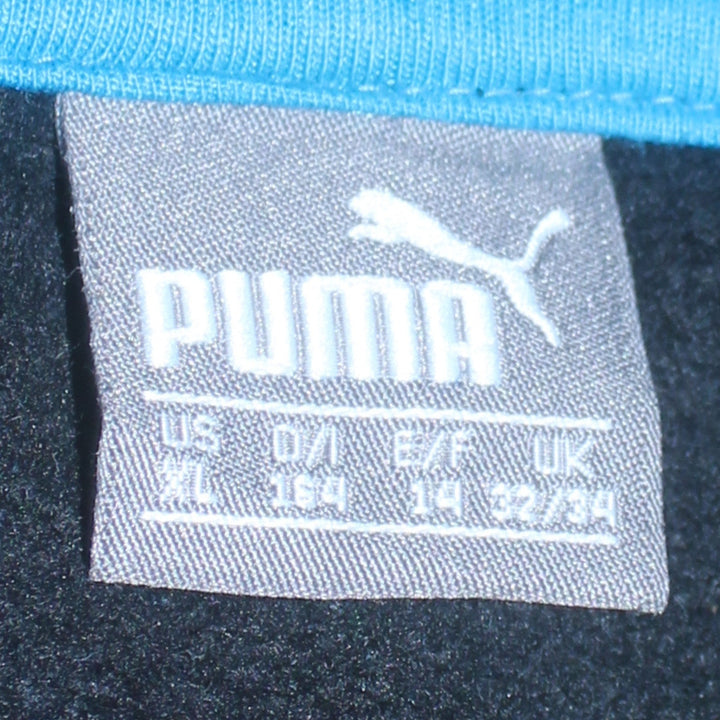 PUMA
US D/I E/F UK
XL 164 14 32/34